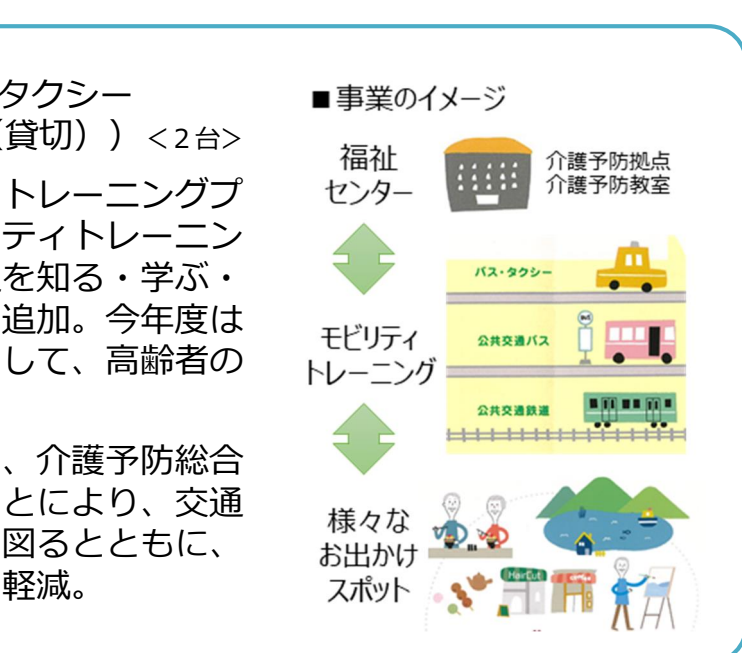 タクシー
（貸切））＜2台＞
トレーニングプ
ティトレーニン
を知る・学ぶ・
追加。今年度は
して、高齢者の
、介護予防総合
とにより、交通
図るとともに、
軽減。
■事業のイメージ
福祉
センター
介護予防拠点
介護予防教室
バス・タクシー
モビリティ
トレーニング
公共交通バス
BUS
公共交通鉄道
様々な
お出かけ
スポット
HairCut